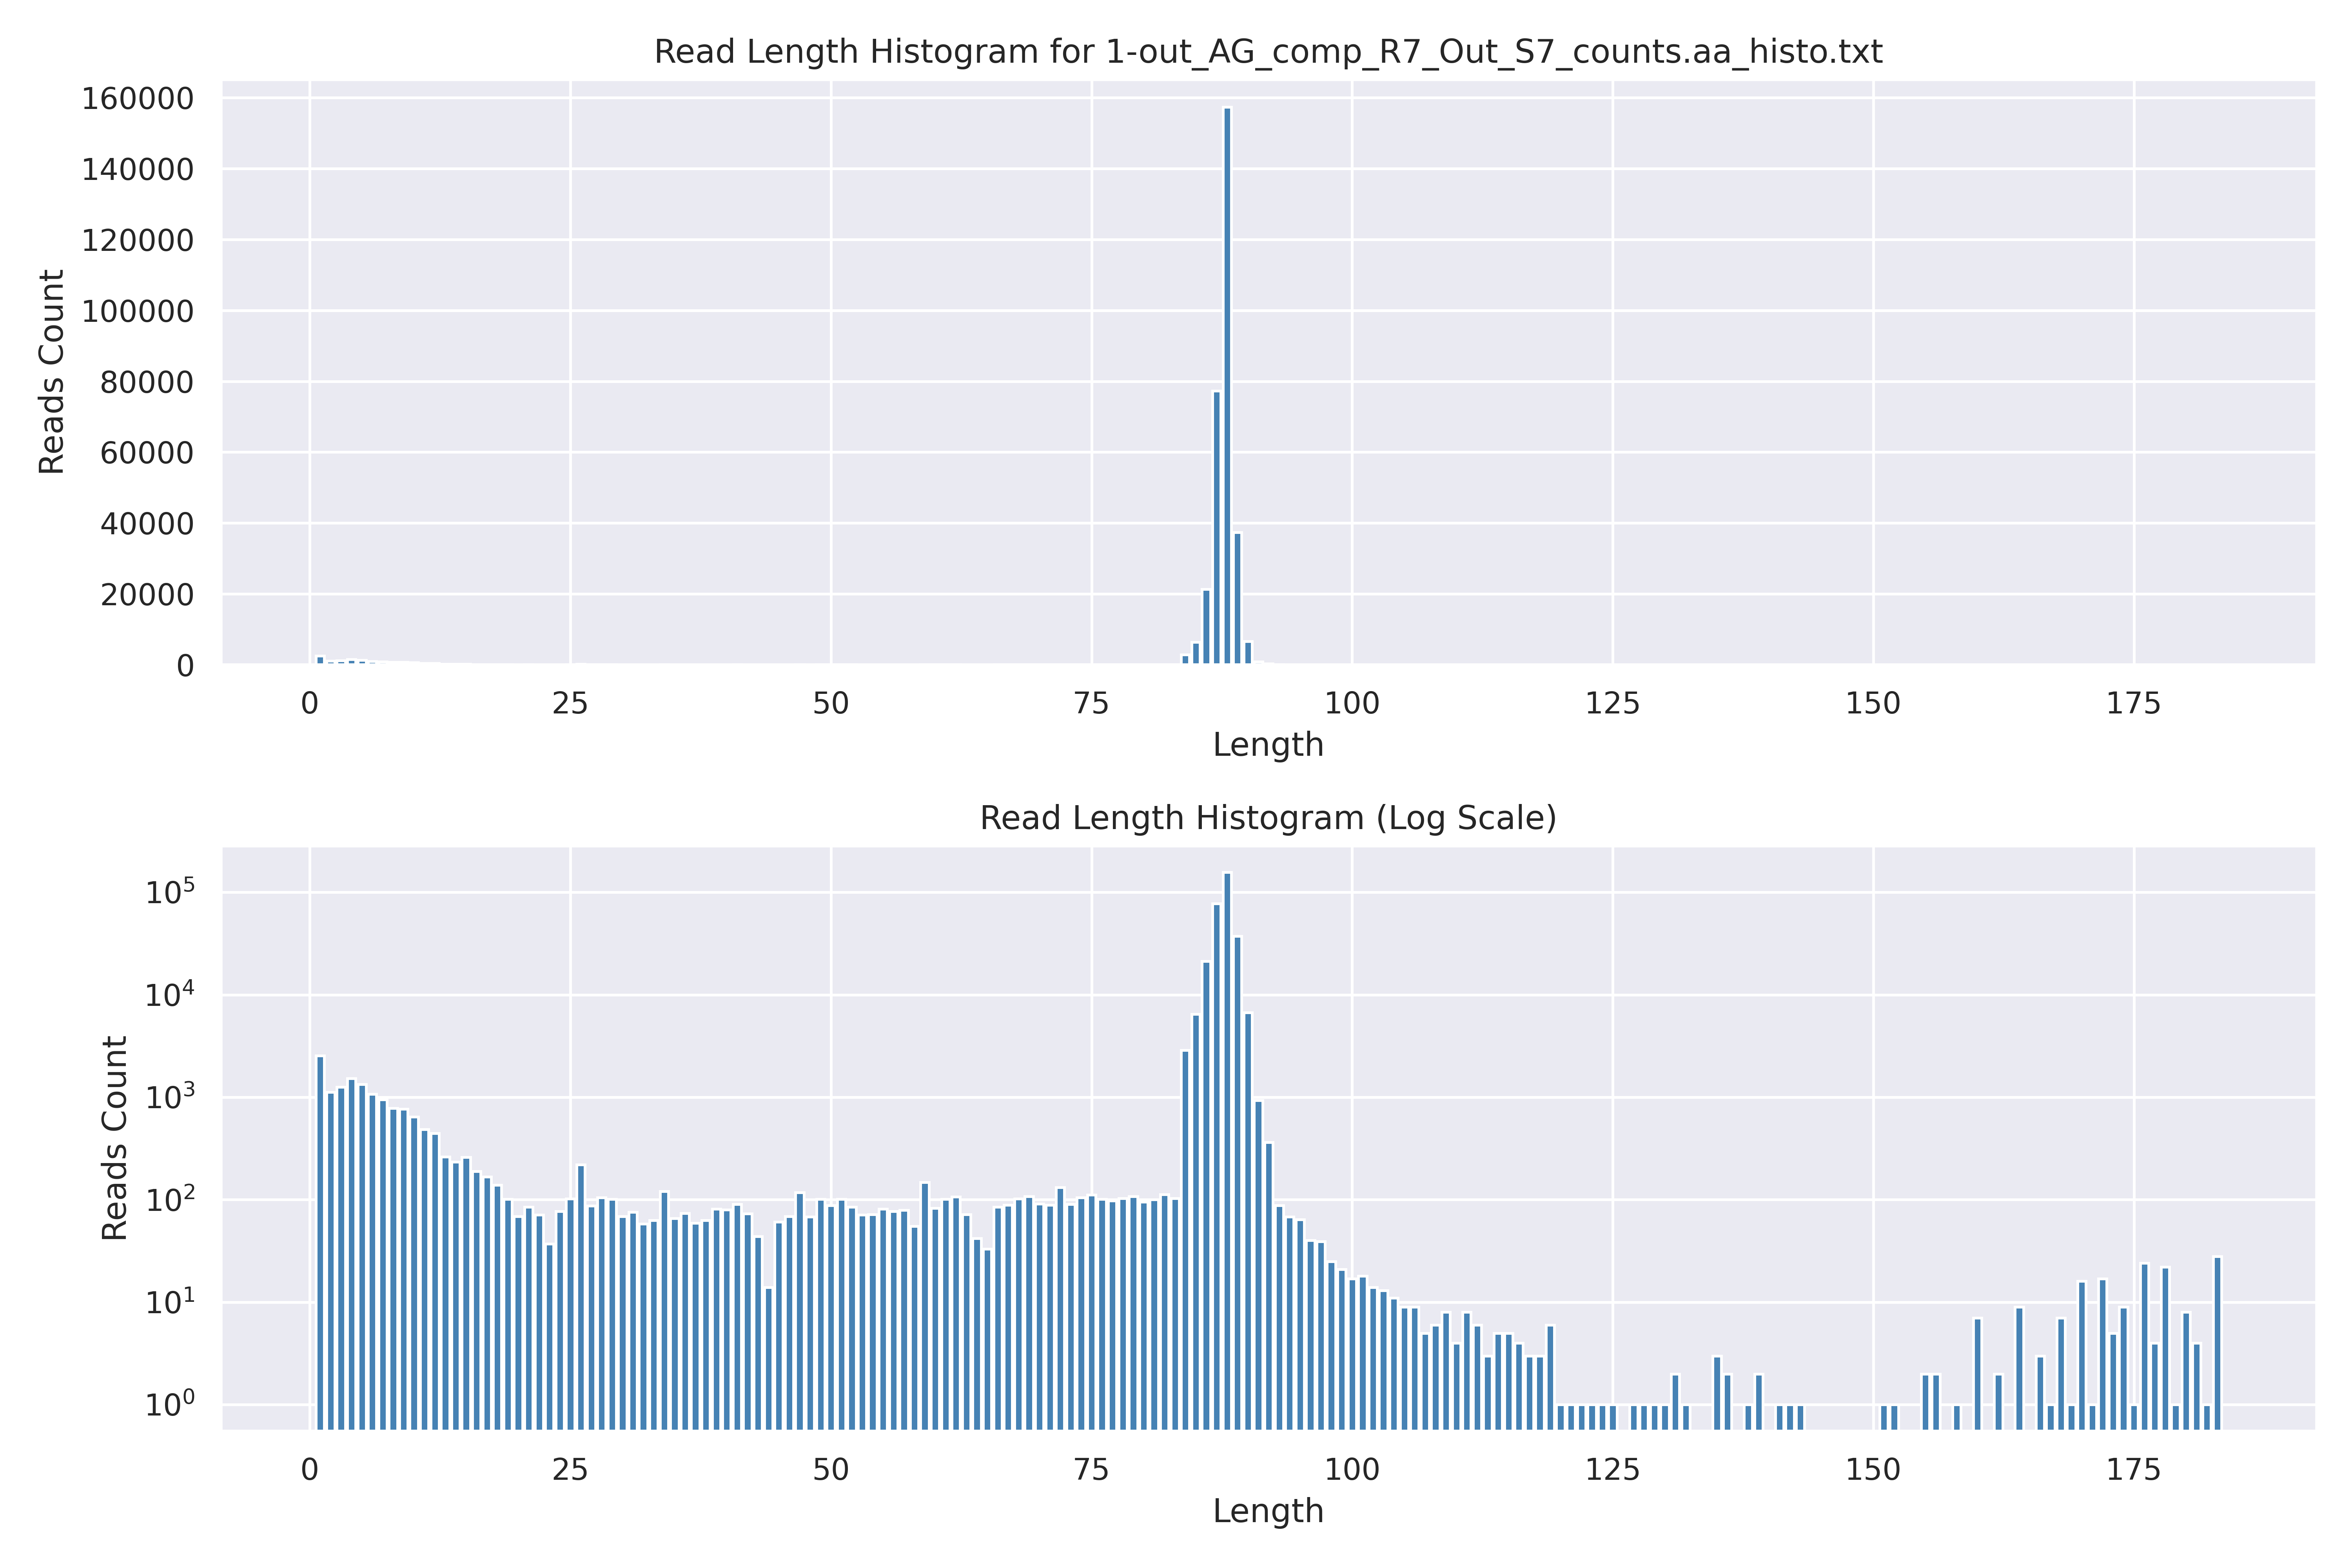 Read Length Histogram for 1-out_AG_comp_R7_Out_S7_counts.aa_histo.txt
160000
140000
120000
100000
80000
60000
40000
20000
0
Reads Count
0 25 50 75 100 125 150 175
Length
Read Length Histogram (Log Scale)
10⁵
10⁴
10³
10²
10¹
10⁰
Reads Count
0 25 50 75 100 125 150 175
Length